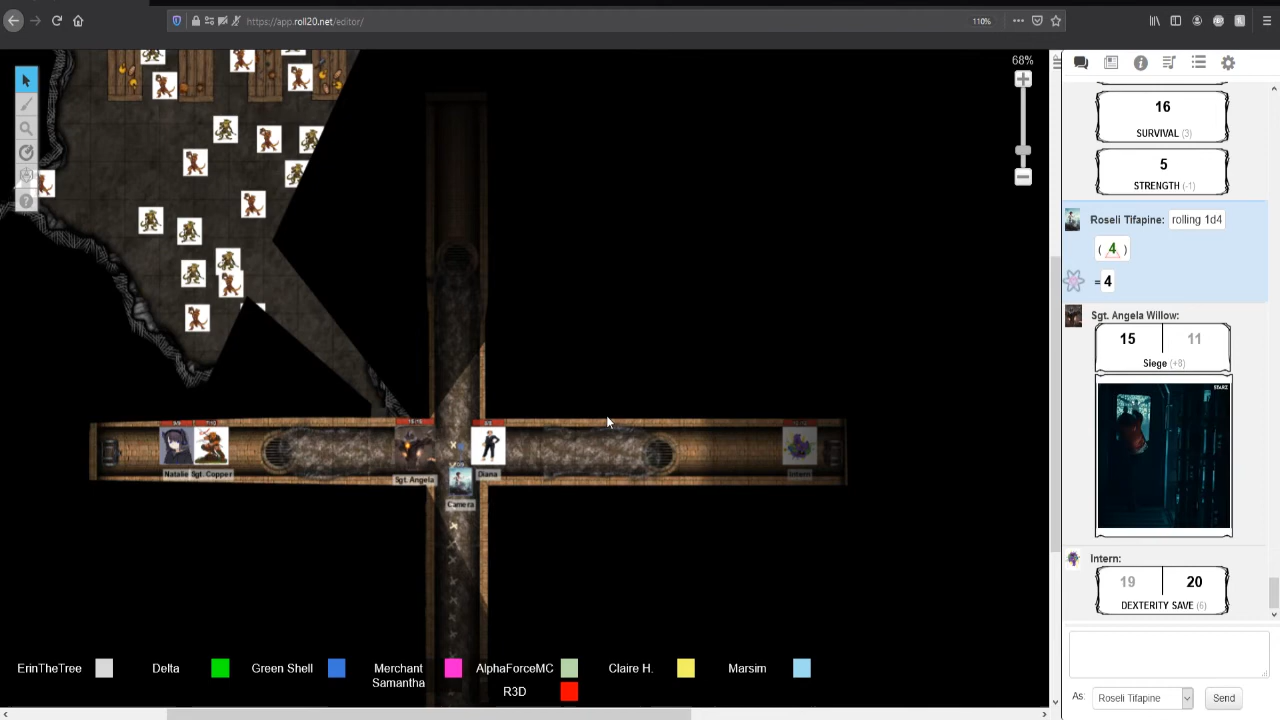 https://app.roll20.net/editor/
110%
68%
16
SURVIVAL (3)
5
STRENGTH (-1)
Roseli Tifapine: rolling 1d4
( 4 )
= 4
Sgt. Angela Willow:
15 11
Siege (+8)
STARZ
Intern:
19 20
DEXTERITY SAVE (6)
Natalie Sgt. Copper
Sgt. Angela
Diana
Intern
Camera
ErinTheTree
Delta
Green Shell
Merchant
Samantha
AlphaForceMC
R3D
Claire H.
Marsim
As: Roseli Tifapine Send